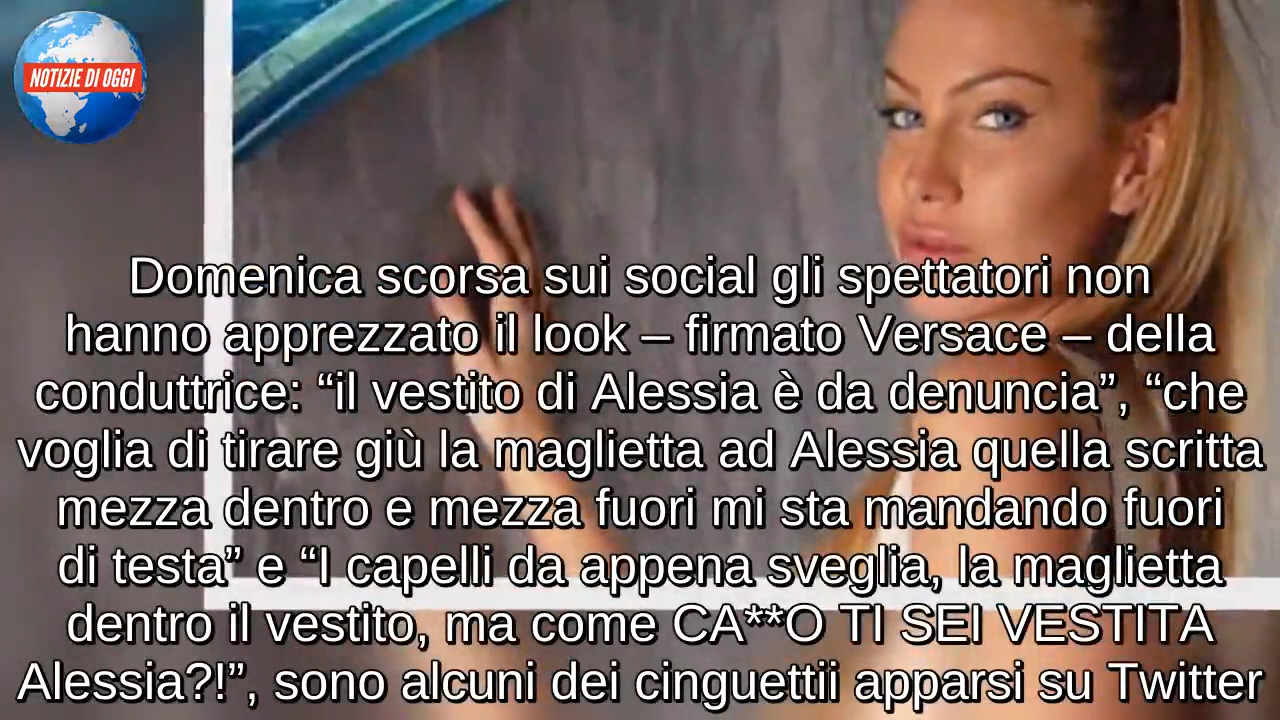 NOTIZIE DI OGGI
Domenica scorsa sui social gli spettatori non
hanno apprezzato il look – firmato Versace – della
conduttrice: “il vestito di Alessia è da denuncia”, “che
voglia di tirare giù la maglietta ad Alessia quella scritta
mezza dentro e mezza fuori mi sta mandando fuori
di testa” e “I capelli da appena sveglia, la maglietta
dentro il vestito, ma come CA**O TI SEI VESTITA
Alessia?!”, sono alcuni dei cinguettii apparsi su Twitter